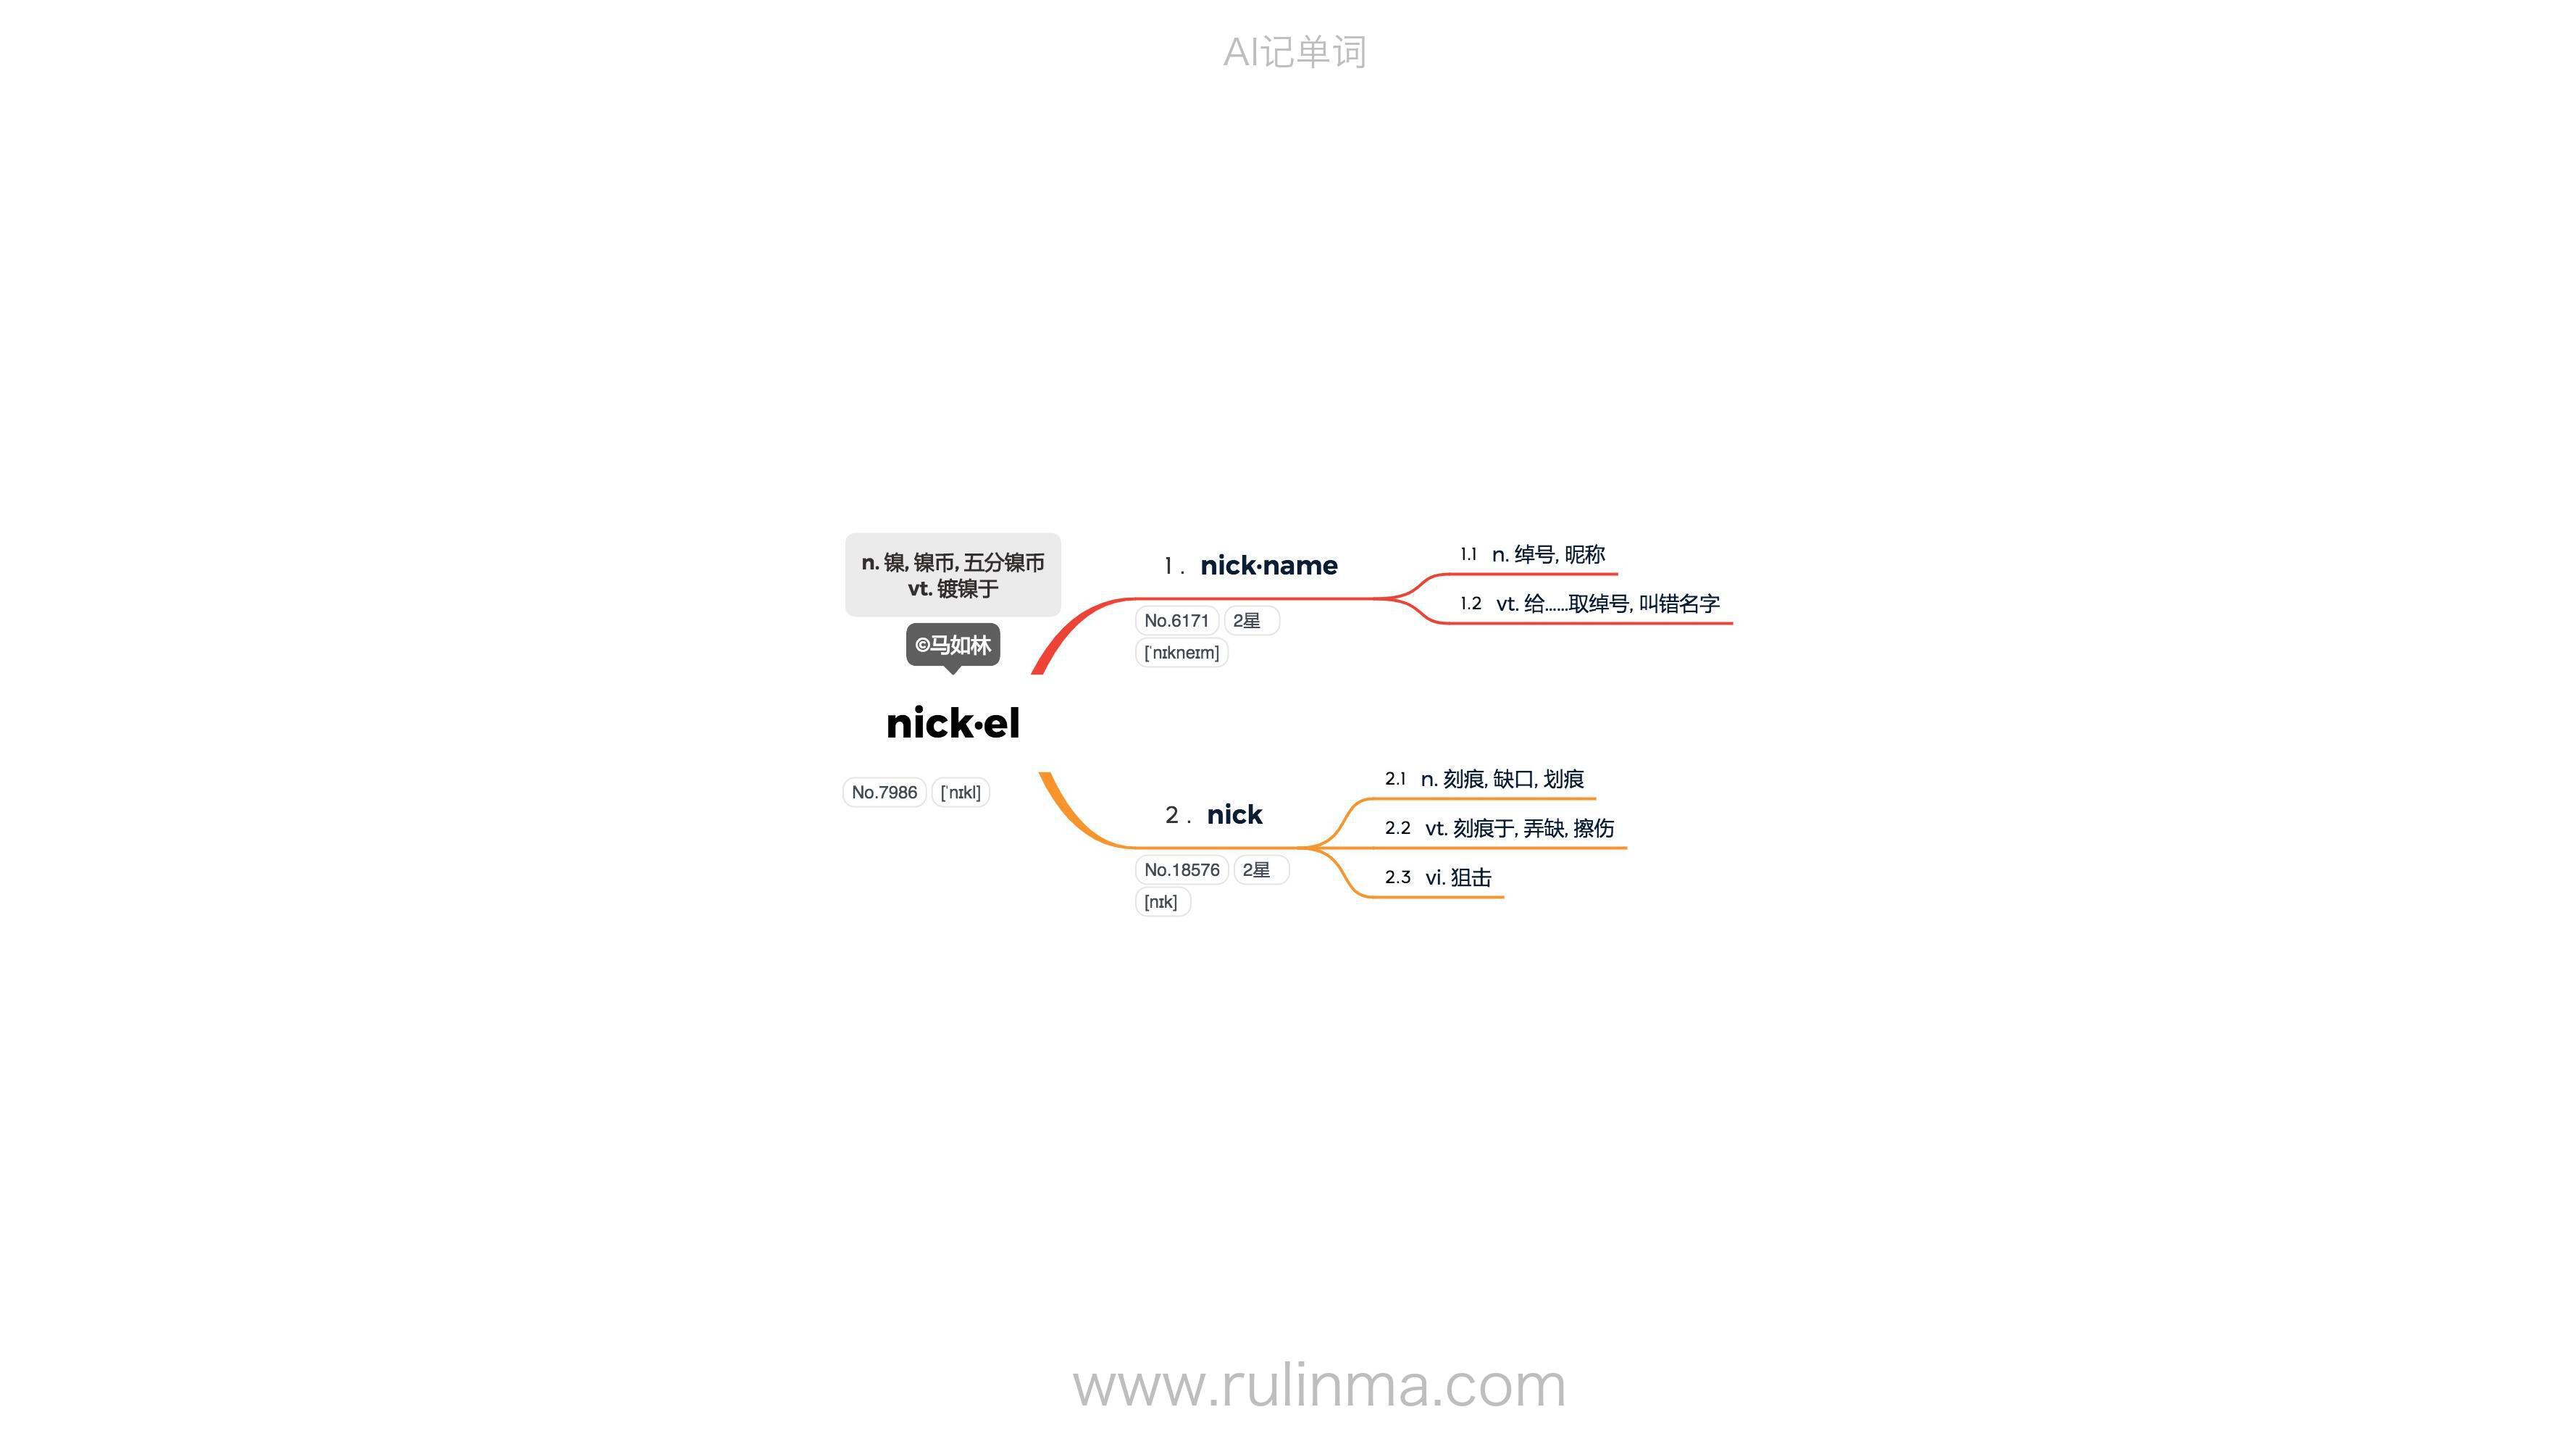 AI记单词
n. 镍, 镍币, 五分镍币
vt. 镀镍于
©马如林
nick·el
No.7986 [ˈnɪkl]
1. nick·name
No.6171 2星
[ˈnɪkneɪm]
1.1 n. 绰号, 昵称
1.2 vt. 给……取绰号, 叫错名字
2. nick
No.18576 2星
[nɪk]
2.1 n. 刻痕, 缺口, 划痕
2.2 vt. 刻痕于, 弄缺, 擦伤
2.3 vi. 狙击
www.rulinma.com